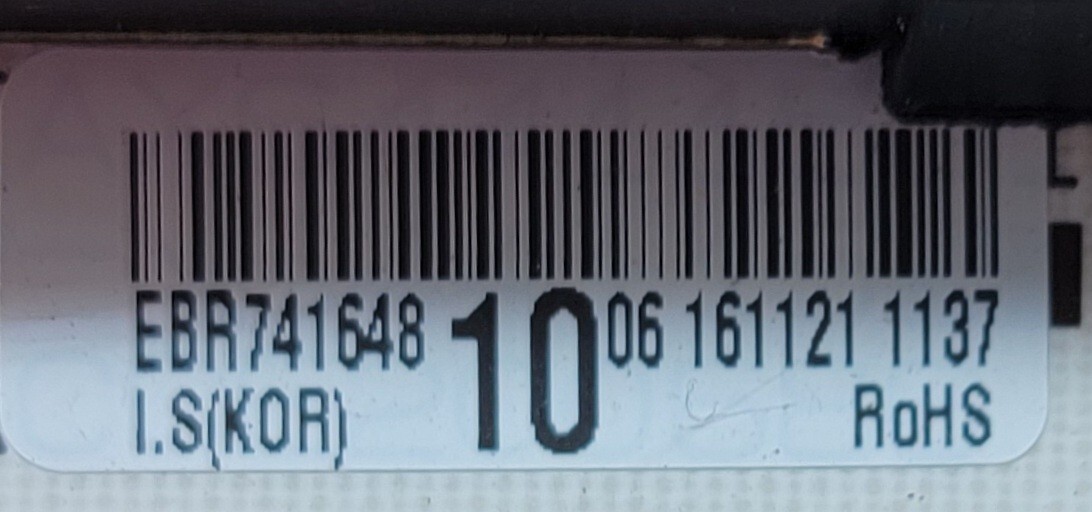 EBR741648 10 06 161121 1137
I.S(KOR) RoHS